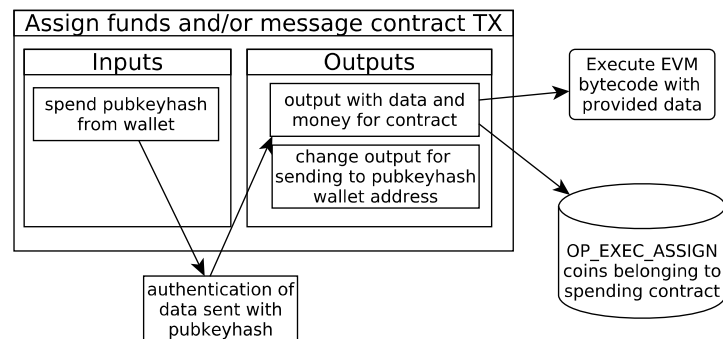 Assign funds and/or message contract TX
Inputs
Outputs
spend pubkeyhash
from wallet
output with data and
money for contract
change output for
sending to pubkeyhash
wallet address
authentication of
data sent with
pubkeyhash
Execute EVM
bytecode with
provided data
OP_EXEC_ASSIGN
coins belonging to
spending contract